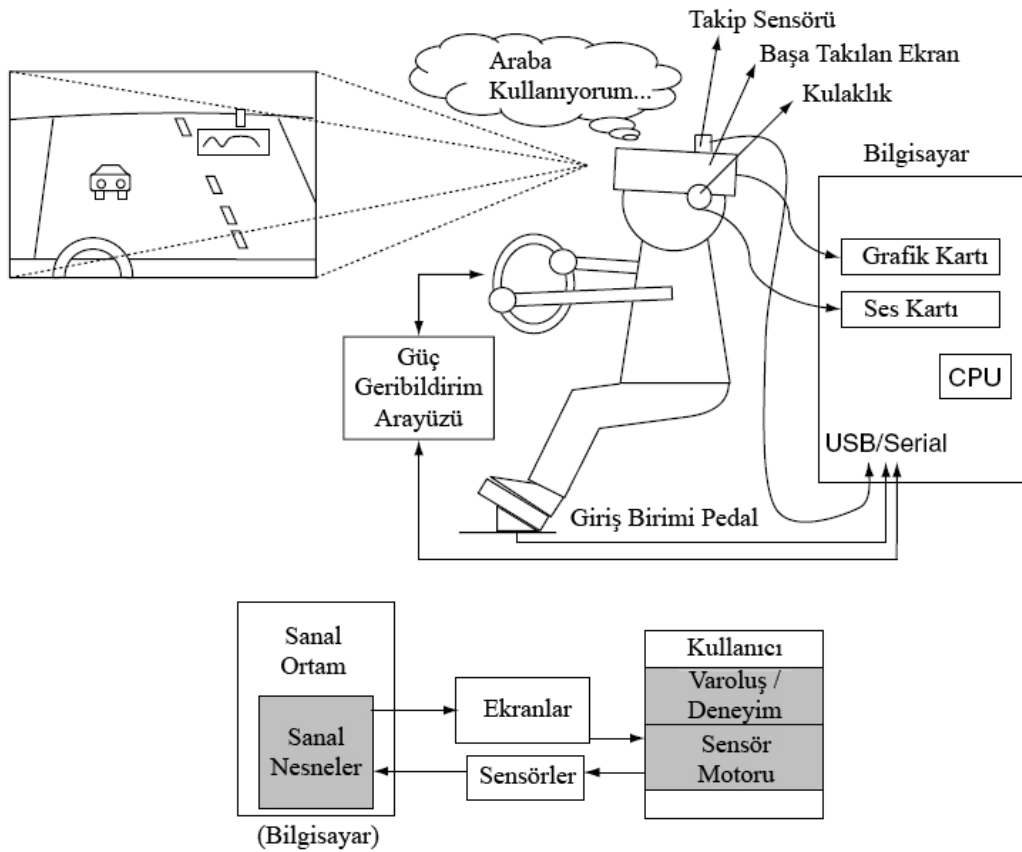 Takip Sensörü
Başa Takılan Ekran
Kulaklık
Araba
Kullanıyorum...
Bilgisayar
Grafik Kartı
Ses Kartı
CPU
USB/Serial
Güç
Geribildirim
Arayüzü
Giriş Birimi Pedal
Sanal
Ortam
Sanal
Nesneler
(Bilgisayar)
Ekranlar
Sensörler
Kullanıcı
Varoluş /
Deneyim
Sensör
Motoru